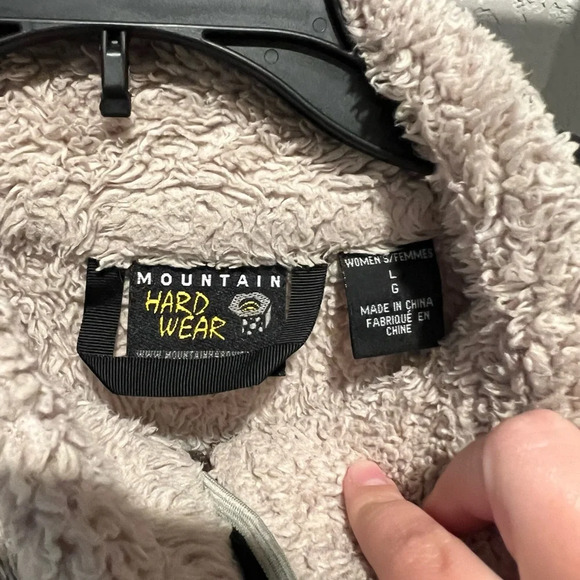 MOUNTAIN
HARD
WEAR
WOMEN'S/FEMMES
L
G
MADE IN CHINA
FABRIQUÉ EN
CHINE